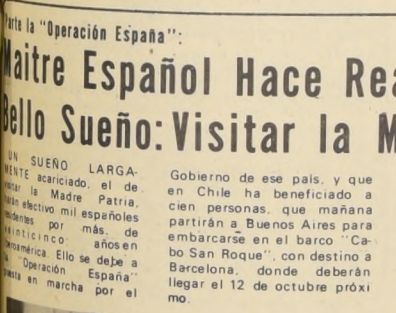 Parte la "Operación España":
Maitre Español Hace Rea
Bello Sueño: Visitar la M
UN SUEÑO LARGA-
MENTE acariciado, el de
visitar la Madre Patria,
harán efectivo mil españoles
residentes por más, de
veinticinco: años en
Iberoamérica. Ello se debe a
la "Operación España"
puesta en marcha por el
Gobierno de ese país, y que
en Chile ha beneficiado a
cien personas, que mañana
partirán a Buenos Aires para
embarcarse en el barco "Ca-
bo San Roque", con destino a
Barcelona, donde deberán
llegar el 12 de octubre próxi
mo.